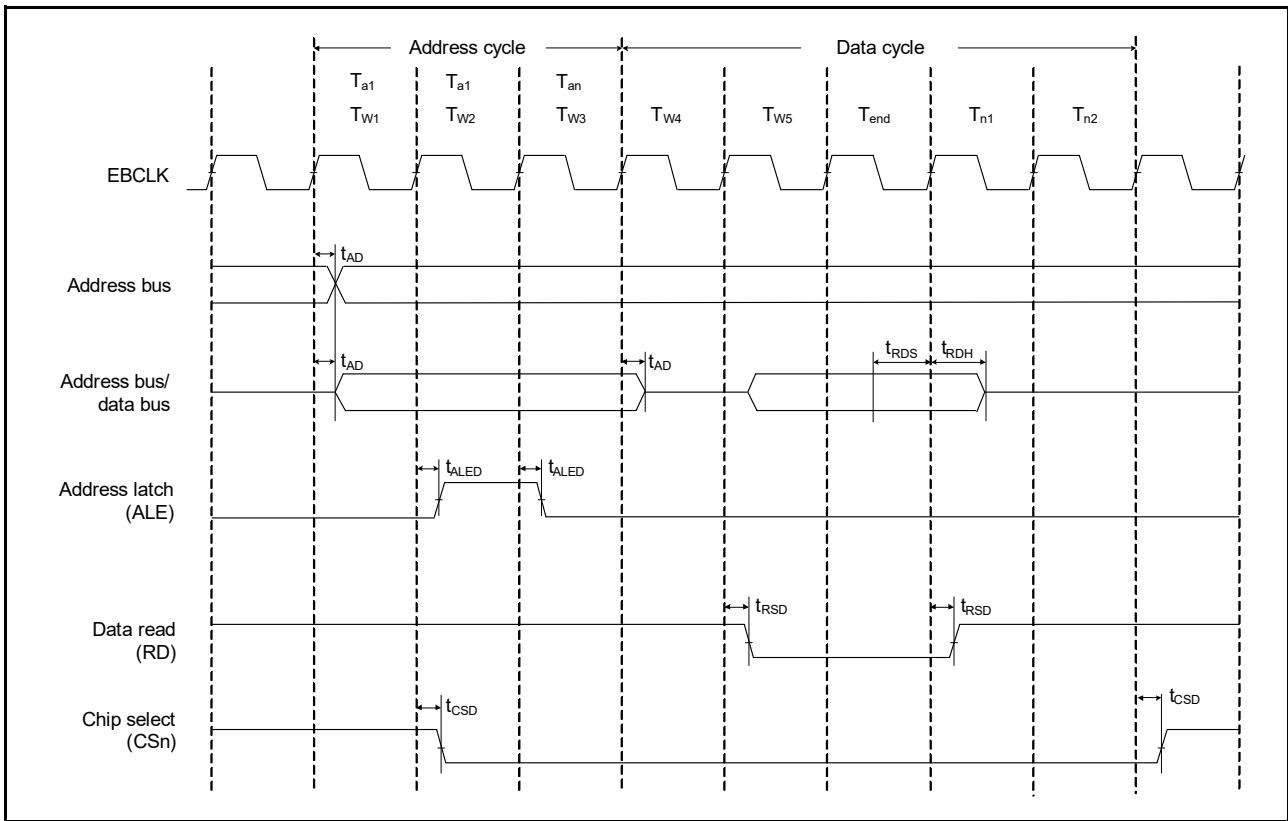 Address cycle Data cycle
Ta1 Ta1 Tan
TW1 TW2 TW3 TW4 TW5 Tend Tn1 Tn2
EBCLK
tAD
Address bus
tRDS tRDH
tAD tAD
Address bus/
data bus
tALED tALED
Address latch
(ALE)
tRSD tRSD
Data read
(RD)
tCSD tCSD
Chip select
(CSn)